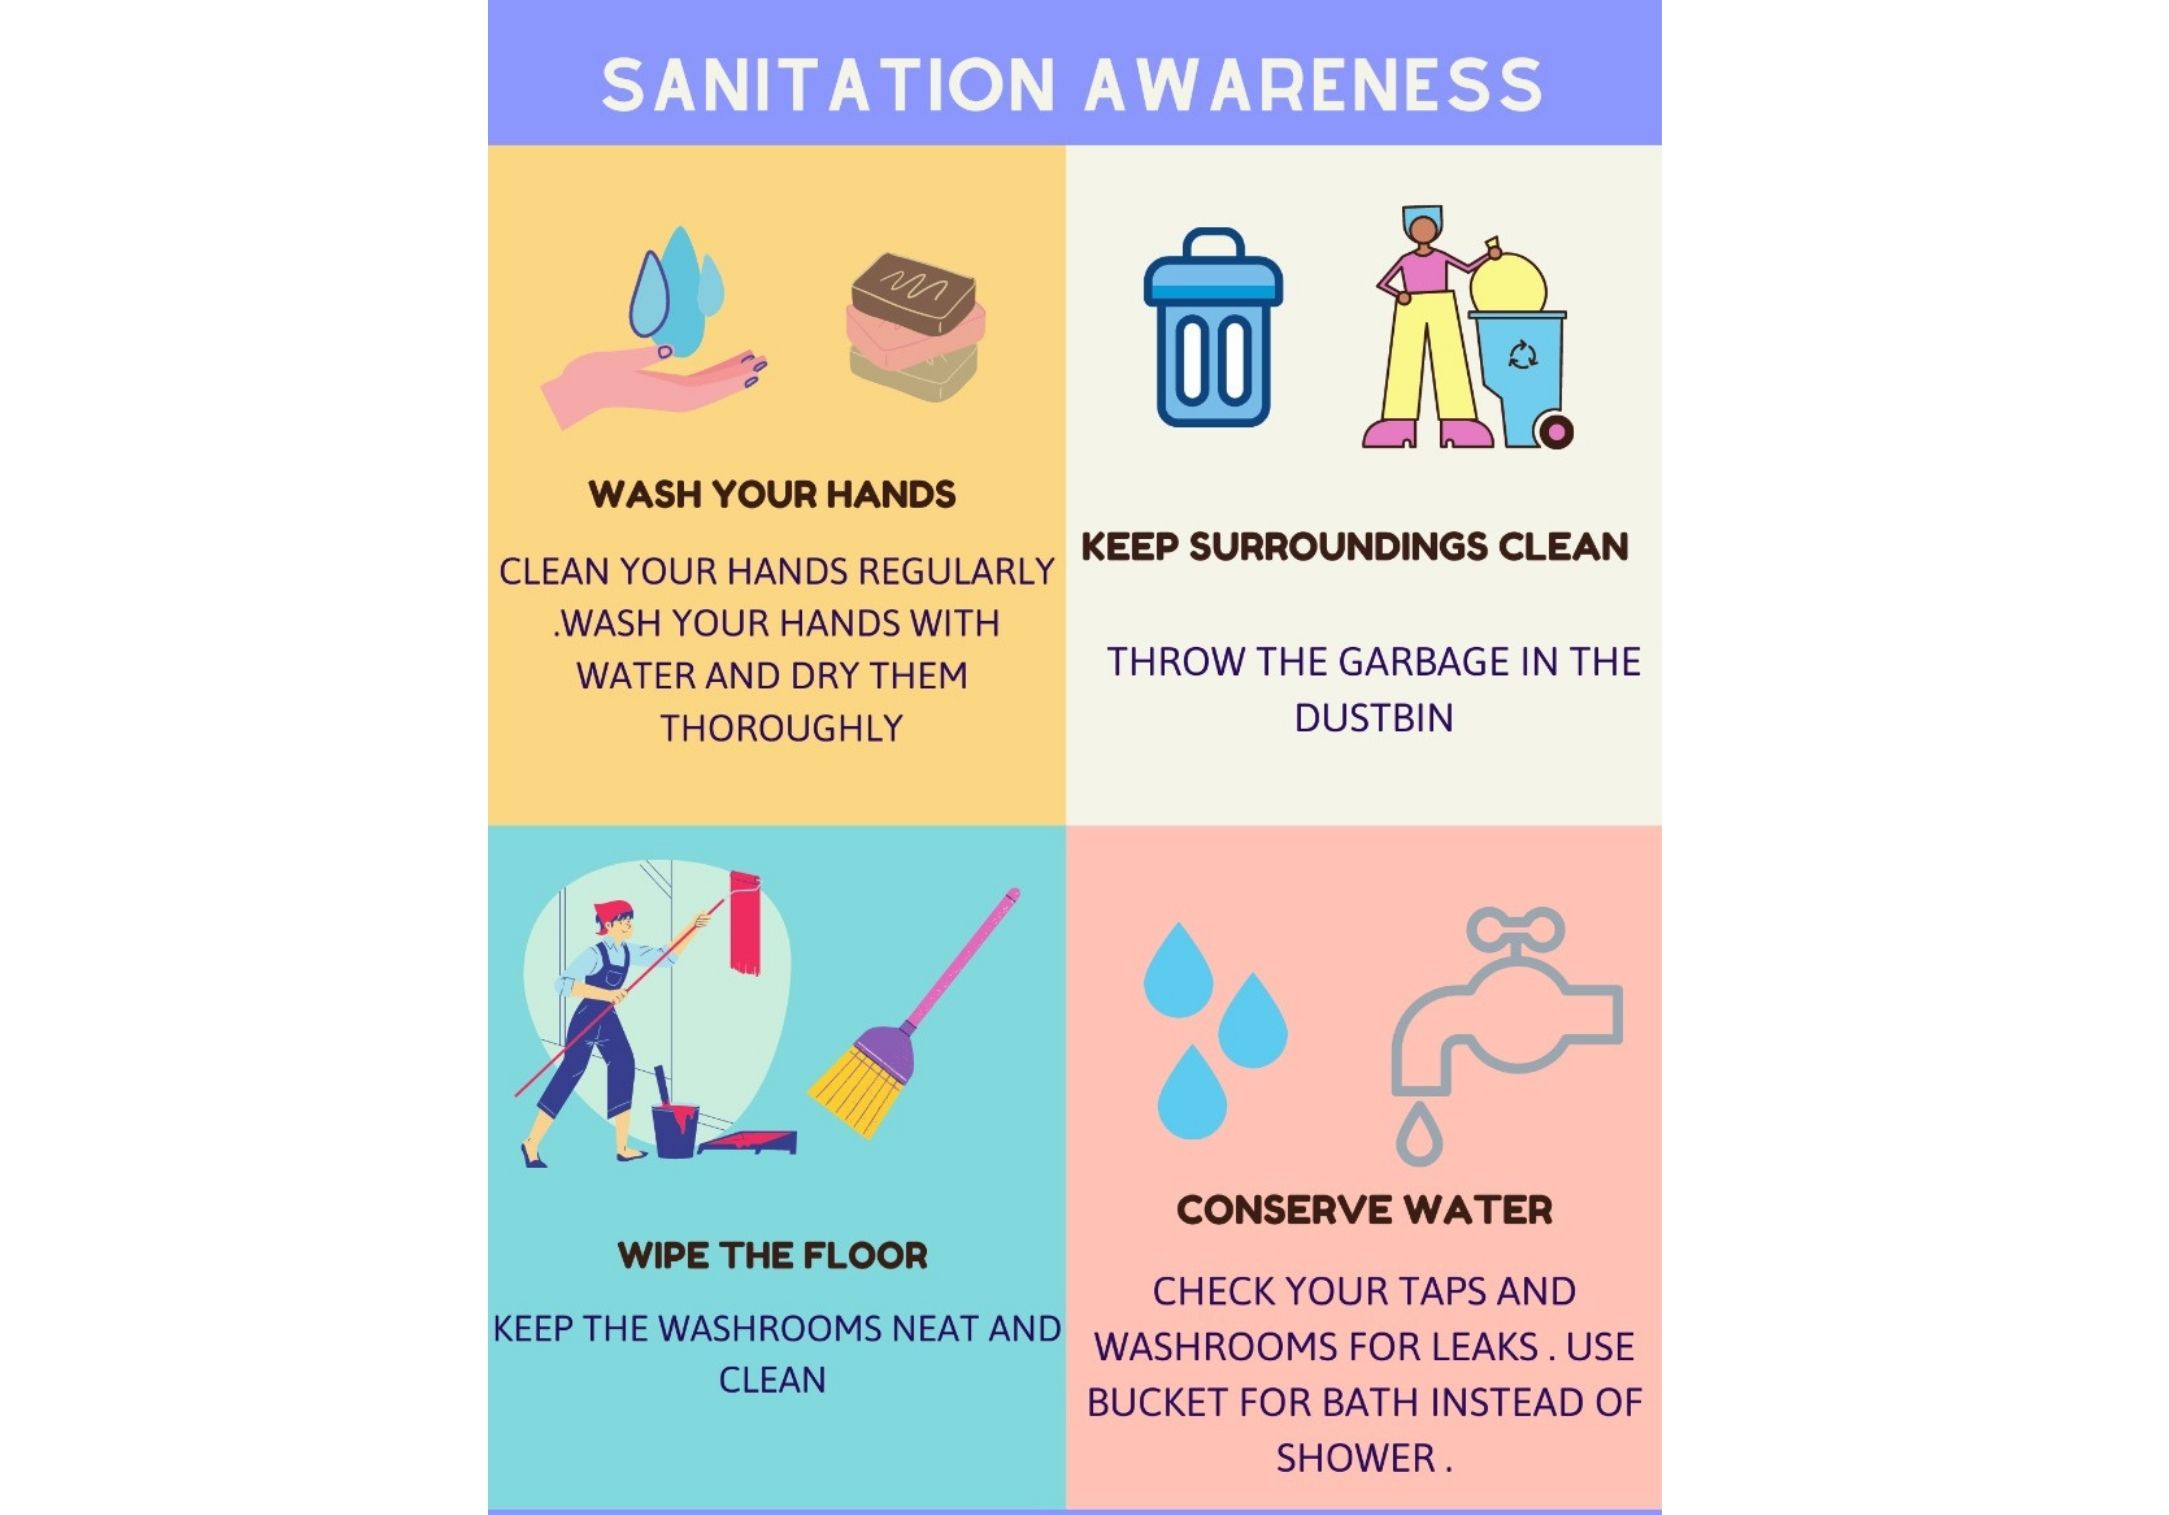 SANITATION AWARENESS
WASH YOUR HANDS
CLEAN YOUR HANDS REGULARLY
.WASH YOUR HANDS WITH
WATER AND DRY THEM
THOROUGHLY
KEEP SURROUNDINGS CLEAN
THROW THE GARBAGE IN THE
DUSTBIN
WIPE THE FLOOR
KEEP THE WASHROOMS NEAT AND
CLEAN
CONSERVE WATER
CHECK YOUR TAPS AND
WASHROOMS FOR LEAKS . USE
BUCKET FOR BATH INSTEAD OF
SHOWER .